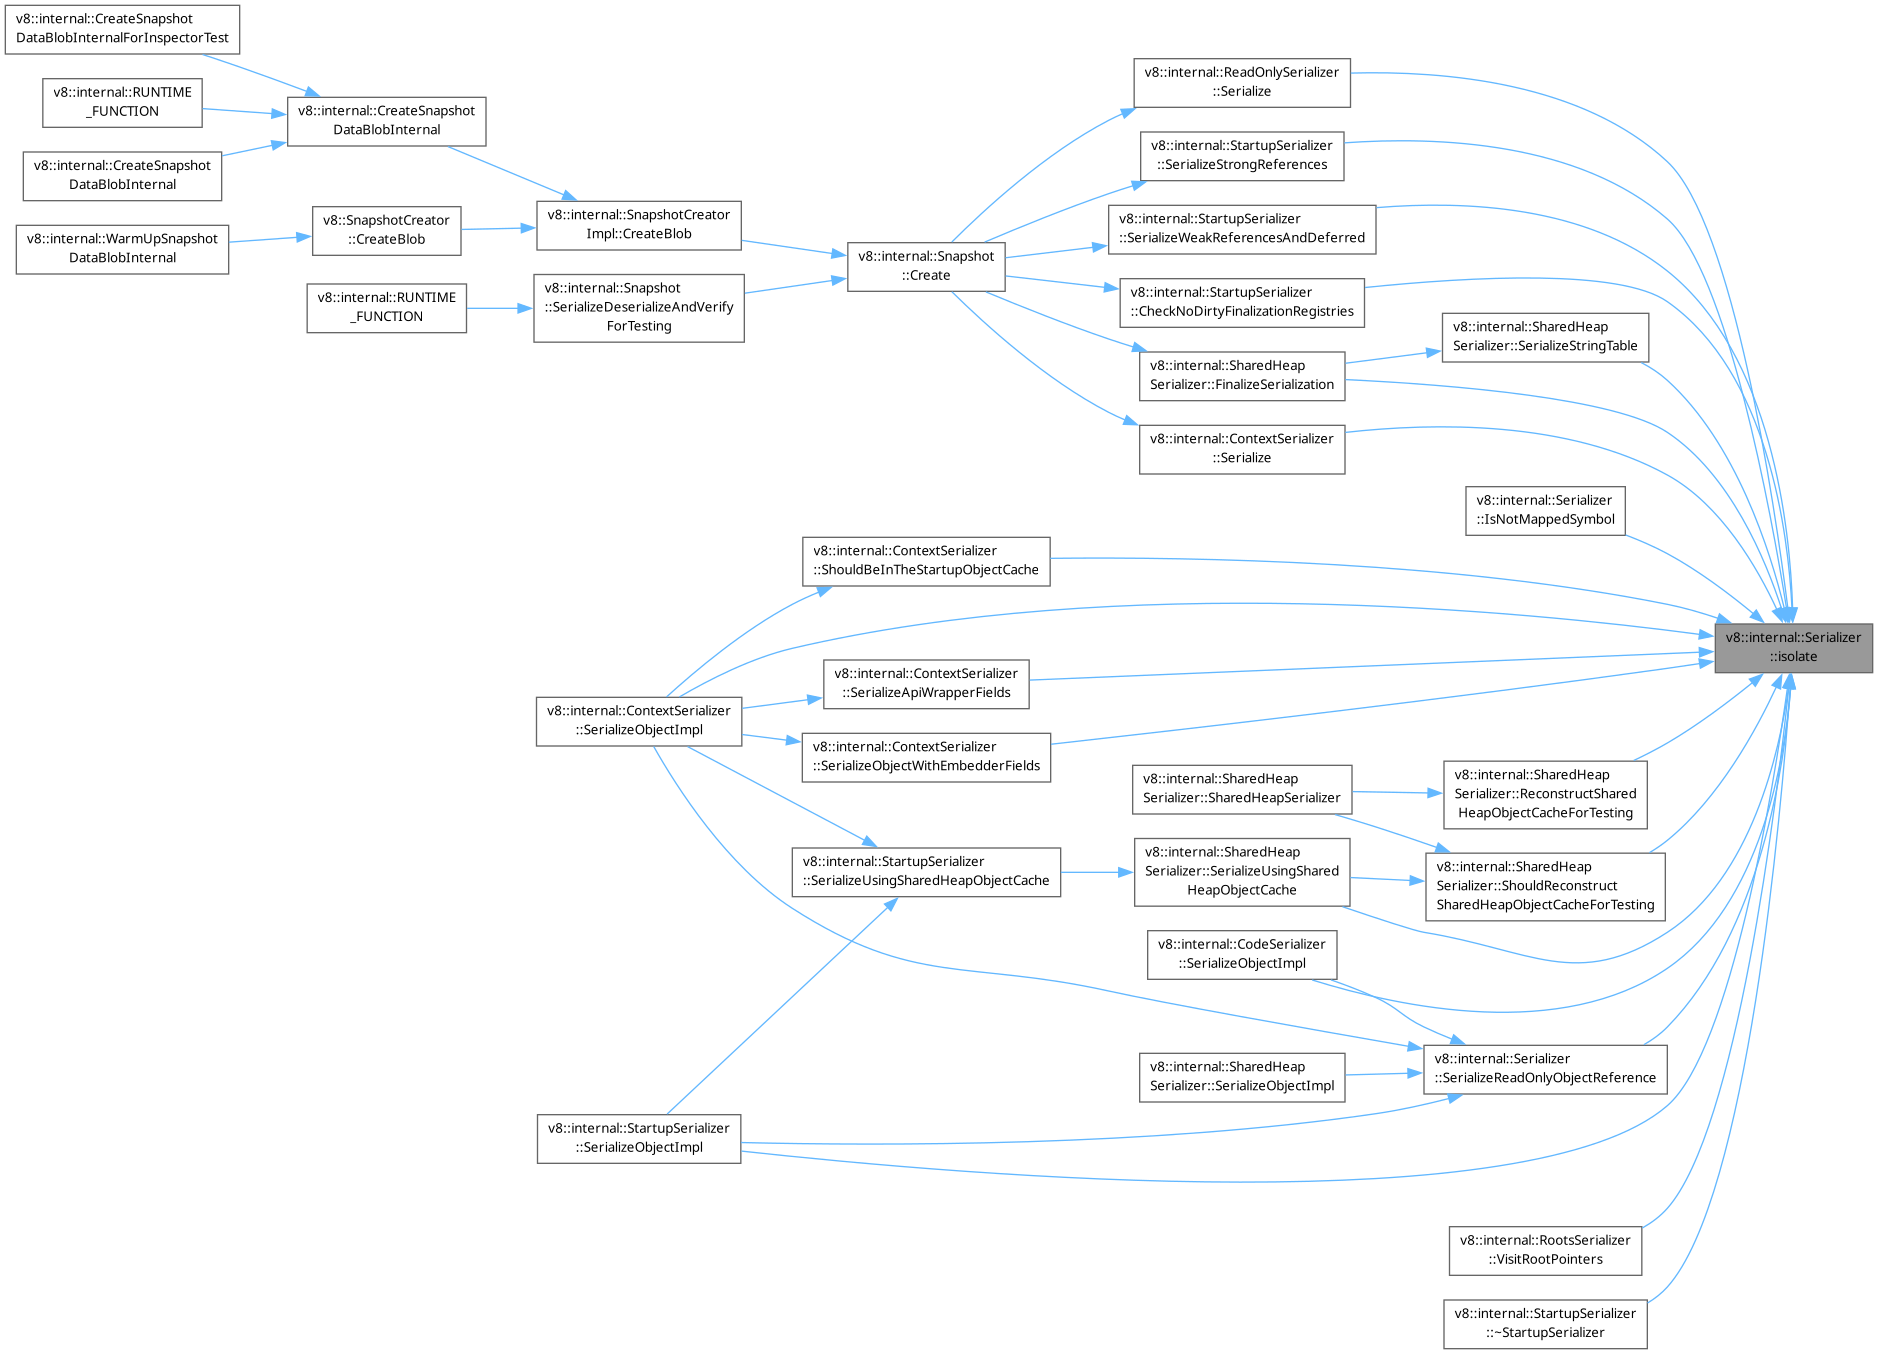 v8::internal::CreateSnapshot
DataBlobInternalForInspectorTest
v8::internal::RUNTIME
_FUNCTION
v8::internal::CreateSnapshot
DataBlobInternal
v8::internal::WarmUpSnapshot
DataBlobInternal
v8::internal::CreateSnapshot
DataBlobInternal
v8::SnapshotCreator
::CreateBlob
v8::internal::RUNTIME
_FUNCTION
v8::internal::SnapshotCreator
Impl::CreateBlob
v8::internal::Snapshot
::SerializeDeserializeAndVerify
ForTesting
v8::internal::Snapshot
::Create
v8::internal::ReadOnlySerializer
::Serialize
v8::internal::StartupSerializer
::SerializeStrongReferences
v8::internal::StartupSerializer
::SerializeWeakReferencesAndDeferred
v8::internal::StartupSerializer
::CheckNoDirtyFinalizationRegistries
v8::internal::SharedHeap
Serializer::FinalizeSerialization
v8::internal::SharedHeap
Serializer::SerializeStringTable
v8::internal::ContextSerializer
::Serialize
v8::internal::Serializer
::IsNotMappedSymbol
v8::internal::ContextSerializer
::ShouldBeInTheStartupObjectCache
v8::internal::Serializer
::isolate
v8::internal::ContextSerializer
::SerializeApiWrapperFields
v8::internal::ContextSerializer
::SerializeObjectImpl
v8::internal::ContextSerializer
::SerializeObjectWithEmbedderFields
v8::internal::SharedHeap
Serializer::SharedHeapSerializer
v8::internal::SharedHeap
Serializer::ReconstructShared
HeapObjectCacheForTesting
v8::internal::StartupSerializer
::SerializeUsingSharedHeapObjectCache
v8::internal::SharedHeap
Serializer::SerializeUsingShared
HeapObjectCache
v8::internal::SharedHeap
Serializer::ShouldReconstruct
SharedHeapObjectCacheForTesting
v8::internal::CodeSerializer
::SerializeObjectImpl
v8::internal::SharedHeap
Serializer::SerializeObjectImpl
v8::internal::Serializer
::SerializeReadOnlyObjectReference
v8::internal::StartupSerializer
::SerializeObjectImpl
v8::internal::RootsSerializer
::VisitRootPointers
v8::internal::StartupSerializer
::~StartupSerializer